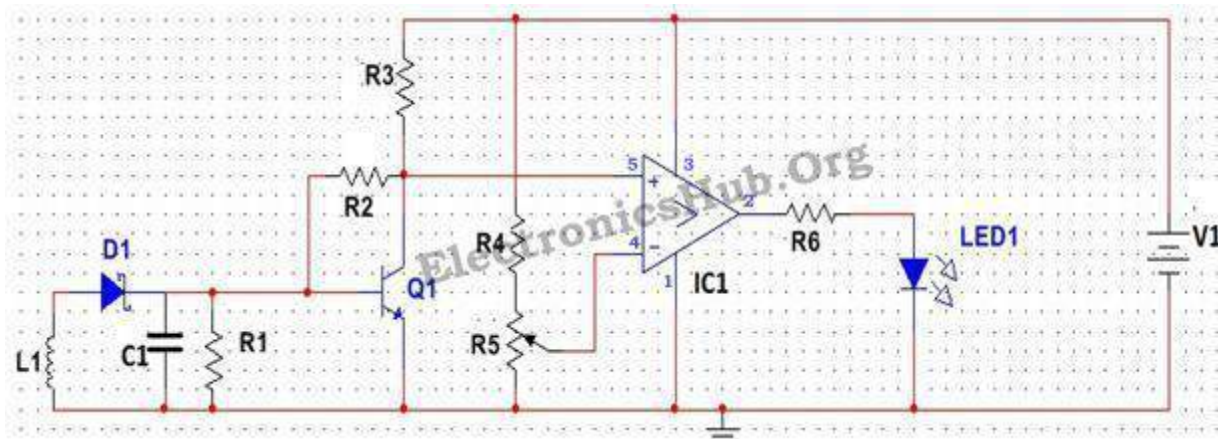 R3
R2
D1
Q1
L1
C1
R1
R4
R5
5
+
3
4
-
1
2
IC1
R6
LED1
V1
ElectronicsHub.Org